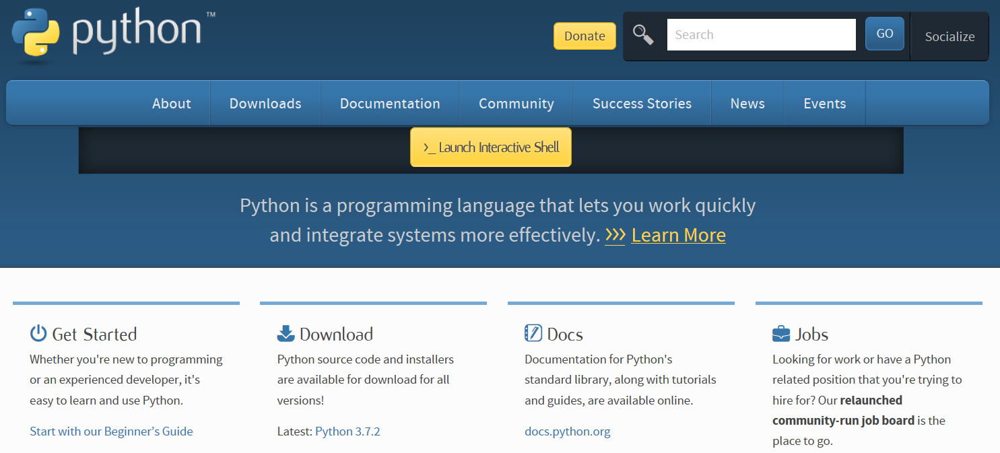 python™
Donate
Search
GO
Socialize
About
Downloads
Documentation
Community
Success Stories
News
Events
>_ Launch Interactive Shell
Python is a programming language that lets you work quickly
and integrate systems more effectively. >>> Learn More
Get Started
Whether you're new to programming
or an experienced developer, it's
easy to learn and use Python.
Start with our Beginner’s Guide
Download
Python source code and installers
are available for download for all
versions!
Latest: Python 3.7.2
Docs
Documentation for Python's
standard library, along with tutorials
and guides, are available online.
docs.python.org
Jobs
Looking for work or have a Python
related position that you're trying to
hire for? Our relaunched
community-run job board is the
place to go.